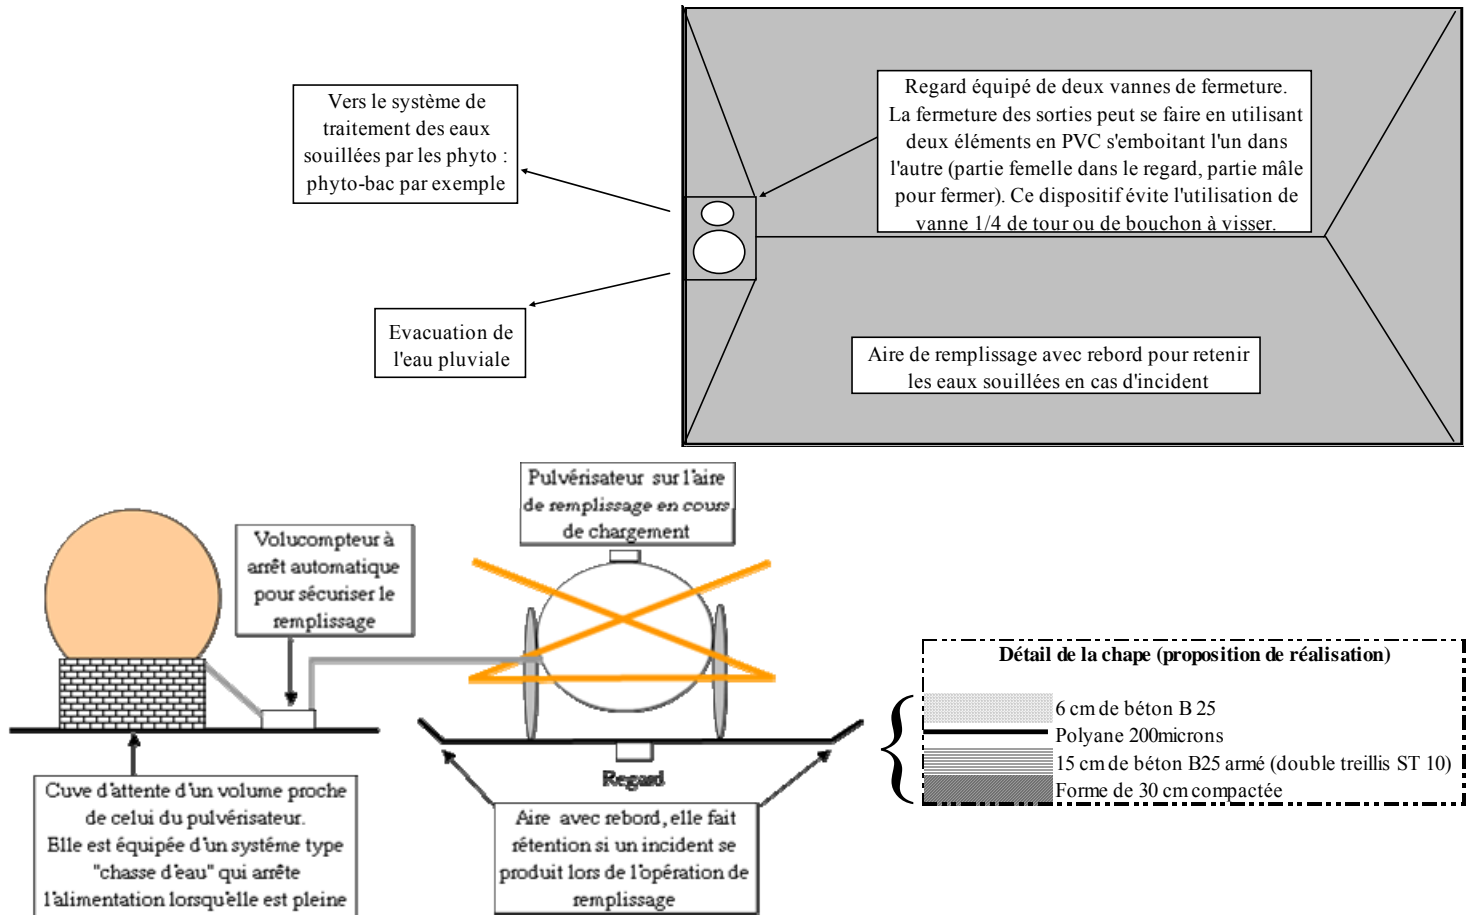 Vers le système de
traitement des eaux
souillées par les phyto :
phyto-bac par exemple
Regard équipé de deux vannes de fermeture.
La fermeture des sorties peut se faire en utilisant
deux éléments en PVC s'emboitant l'un dans
l'autre (partie femelle dans le regard, partie mâle
pour fermer). Ce dispositif évite l'utilisation de
vanne 1/4 de tour ou de bouchon à visser.
Evacuation de
l'eau pluviale
Aire de remplissage avec rebord pour retenir
les eaux souillées en cas d'incident
Pulvérisateur sur l'aire
de remplissage en cours
de chargement
Volucompteur à
arrêt automatique
pour sécuriser le
remplissage
Regard
Cuve d'attente d'un volume proche
de celui du pulvérisateur.
Elle est équipée d'un systéme type
"chasse d'eau" qui arrête
l'alimentation lorsqu'elle est pleine
Aire avec rebord, elle fait
rétention si un incident se
produit lors de l'opération de
remplissage
Détail de la chape (proposition de réalisation)
6 cm de béton B 25
Polyane 200microns
15 cm de béton B25 armé (double treillis ST 10)
Forme de 30 cm compactée